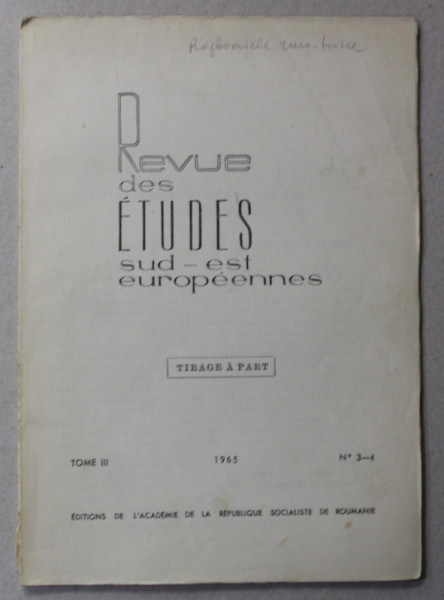 Războaiele ruso-turce
Revue
des
ÉTUDES
sud-est
européennes
TIRAGE À PART
TOME III 1965 N° 3-4
ÉDITIONS DE L'ACADÉMIE DE LA RÉPUBLIQUE SOCIALISTE DE ROUMANIE